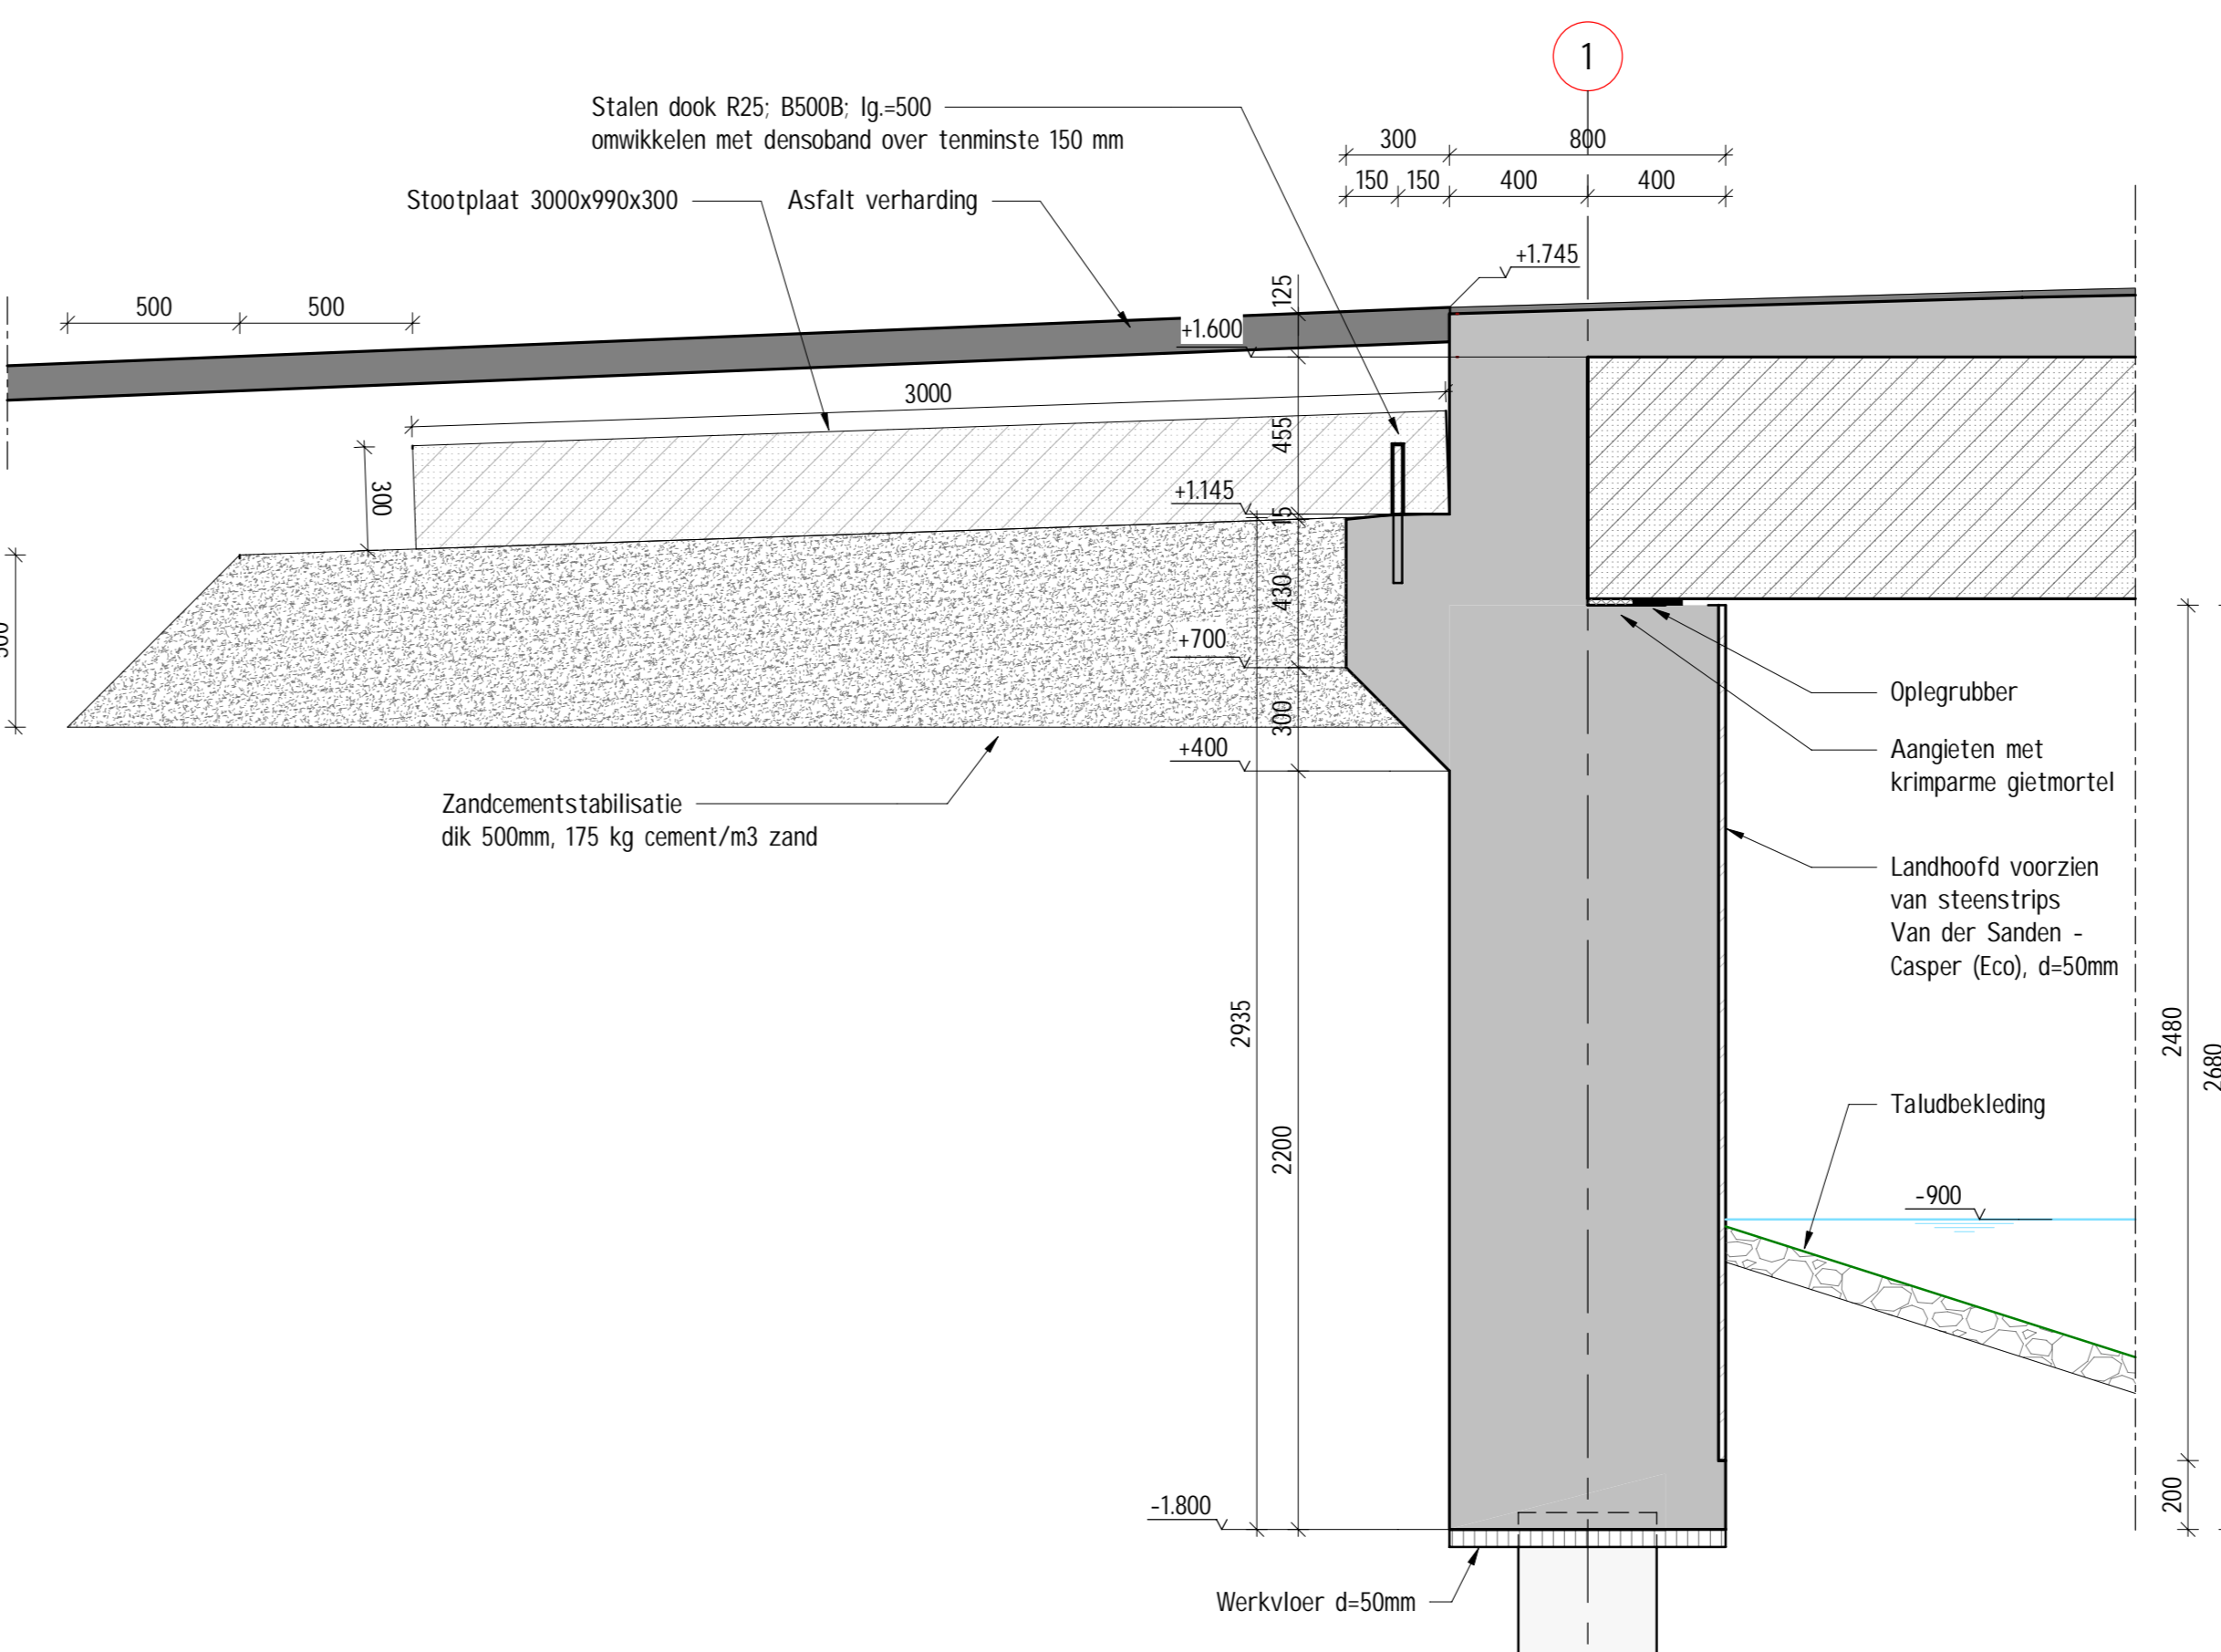 1
Stalen dook R25; B500B; lg.=500
omwikkelen met densoband over tenminste 150 mm
300
800
150
150
400
400
Stootplaat 3000x990x300
Asfalt verharding
+1.745
125
500
500
+1.600
3000
455
300
+1.145
15
430
+700
300
+400
Oplegrubber
Aangieten met
krimparme gietmortel
Zandcementstabilisatie
dik 500mm, 175 kg cement/m3 zand
Landhoofd voorzien
van steenstrips
Van der Sanden -
Casper (Eco), d=50mm
2935
2480
2680
2200
Taludbekleding
-900
-1.800
200
Werkvloer d=50mm